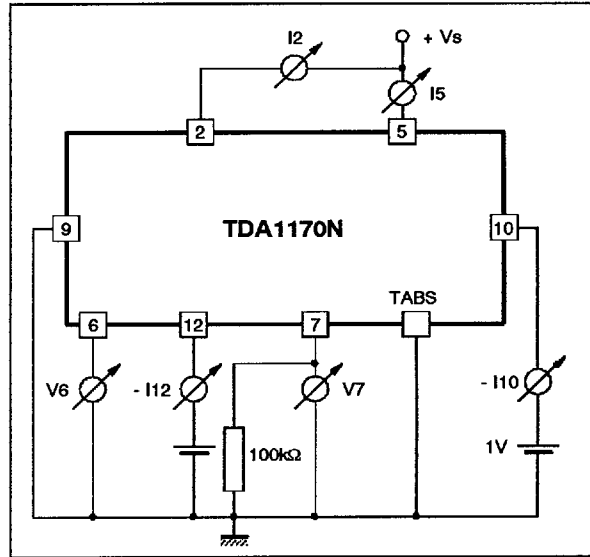 I2
+ Vs
I5
2
5
9
TDA1170N
10
TABS
6
12
7
V6
- I12
V7
- I10
100kΩ
1V